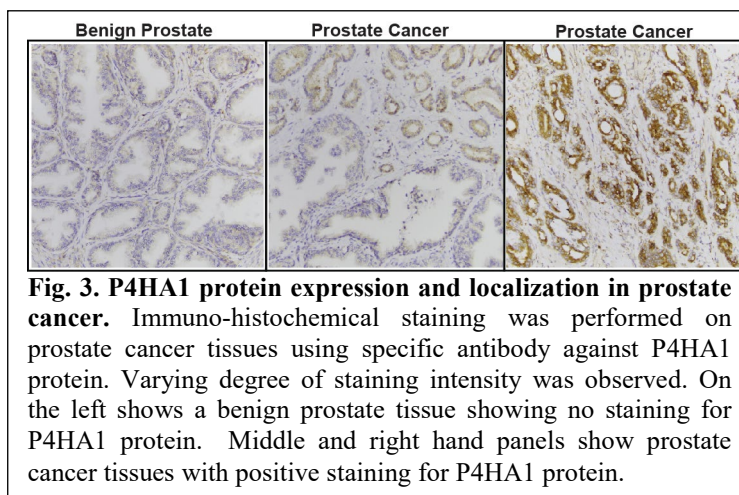 Benign Prostate Prostate Cancer Prostate Cancer
Fig. 3. P4HA1 protein expression and localization in prostate
cancer. Immuno-histochemical staining was performed on
prostate cancer tissues using specific antibody against P4HA1
protein. Varying degree of staining intensity was observed. On
the left shows a benign prostate tissue showing no staining for
P4HA1 protein. Middle and right hand panels show prostate
cancer tissues with positive staining for P4HA1 protein.